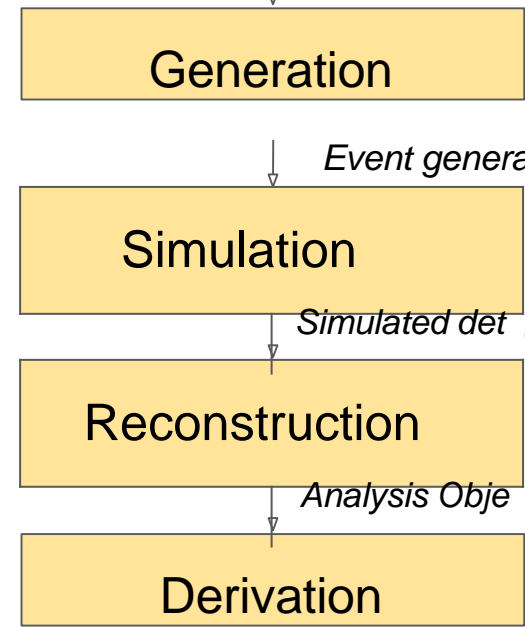 Generation
Event genera
Simulation
Simulated det
Reconstruction
Analysis Obje
Derivation